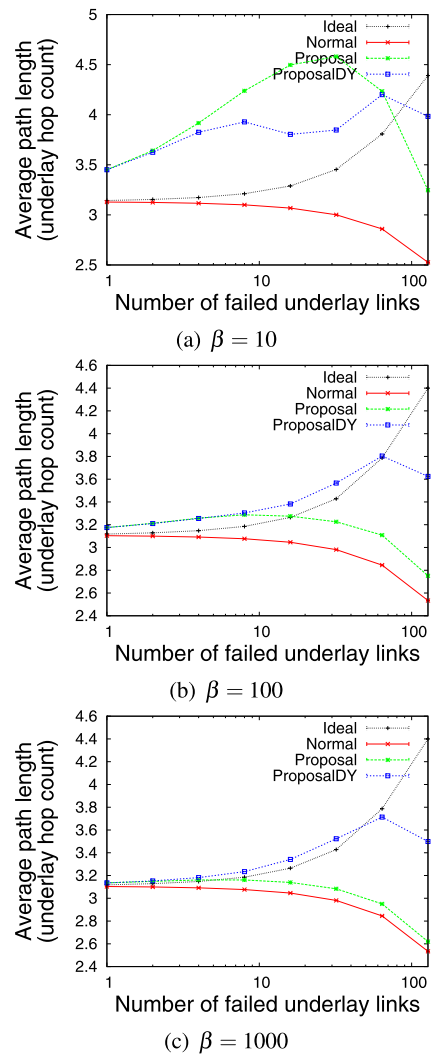 5
4.5
4
3.5
3
2.5
1
10
100
Average path length
(underlay hop count)
Number of failed underlay links
Ideal
Normal
Proposal
ProposalDY
(a) β = 10
4.6
4.4
4.2
4
3.8
3.6
3.4
3.2
3
2.8
2.6
2.4
1
10
100
Average path length
(underlay hop count)
Number of failed underlay links
Ideal
Normal
Proposal
ProposalDY
(b) β = 100
4.6
4.4
4.2
4
3.8
3.6
3.4
3.2
3
2.8
2.6
2.4
1
10
100
Average path length
(underlay hop count)
Number of failed underlay links
Ideal
Normal
Proposal
ProposalDY
(c) β = 1000